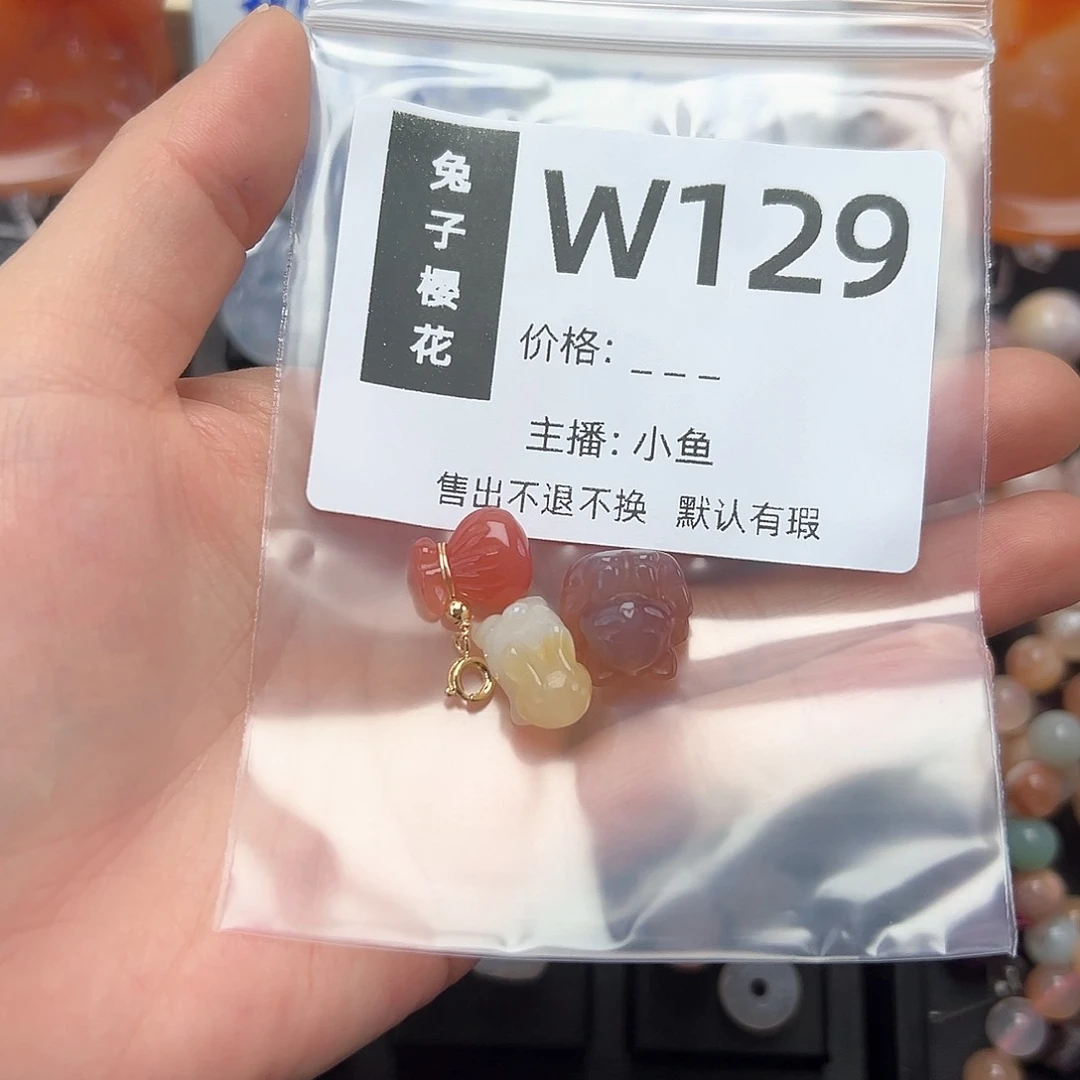 兔子樱花
W129
价格: _ _ _
主播: 小鱼
售出不退不换 默认有瑕